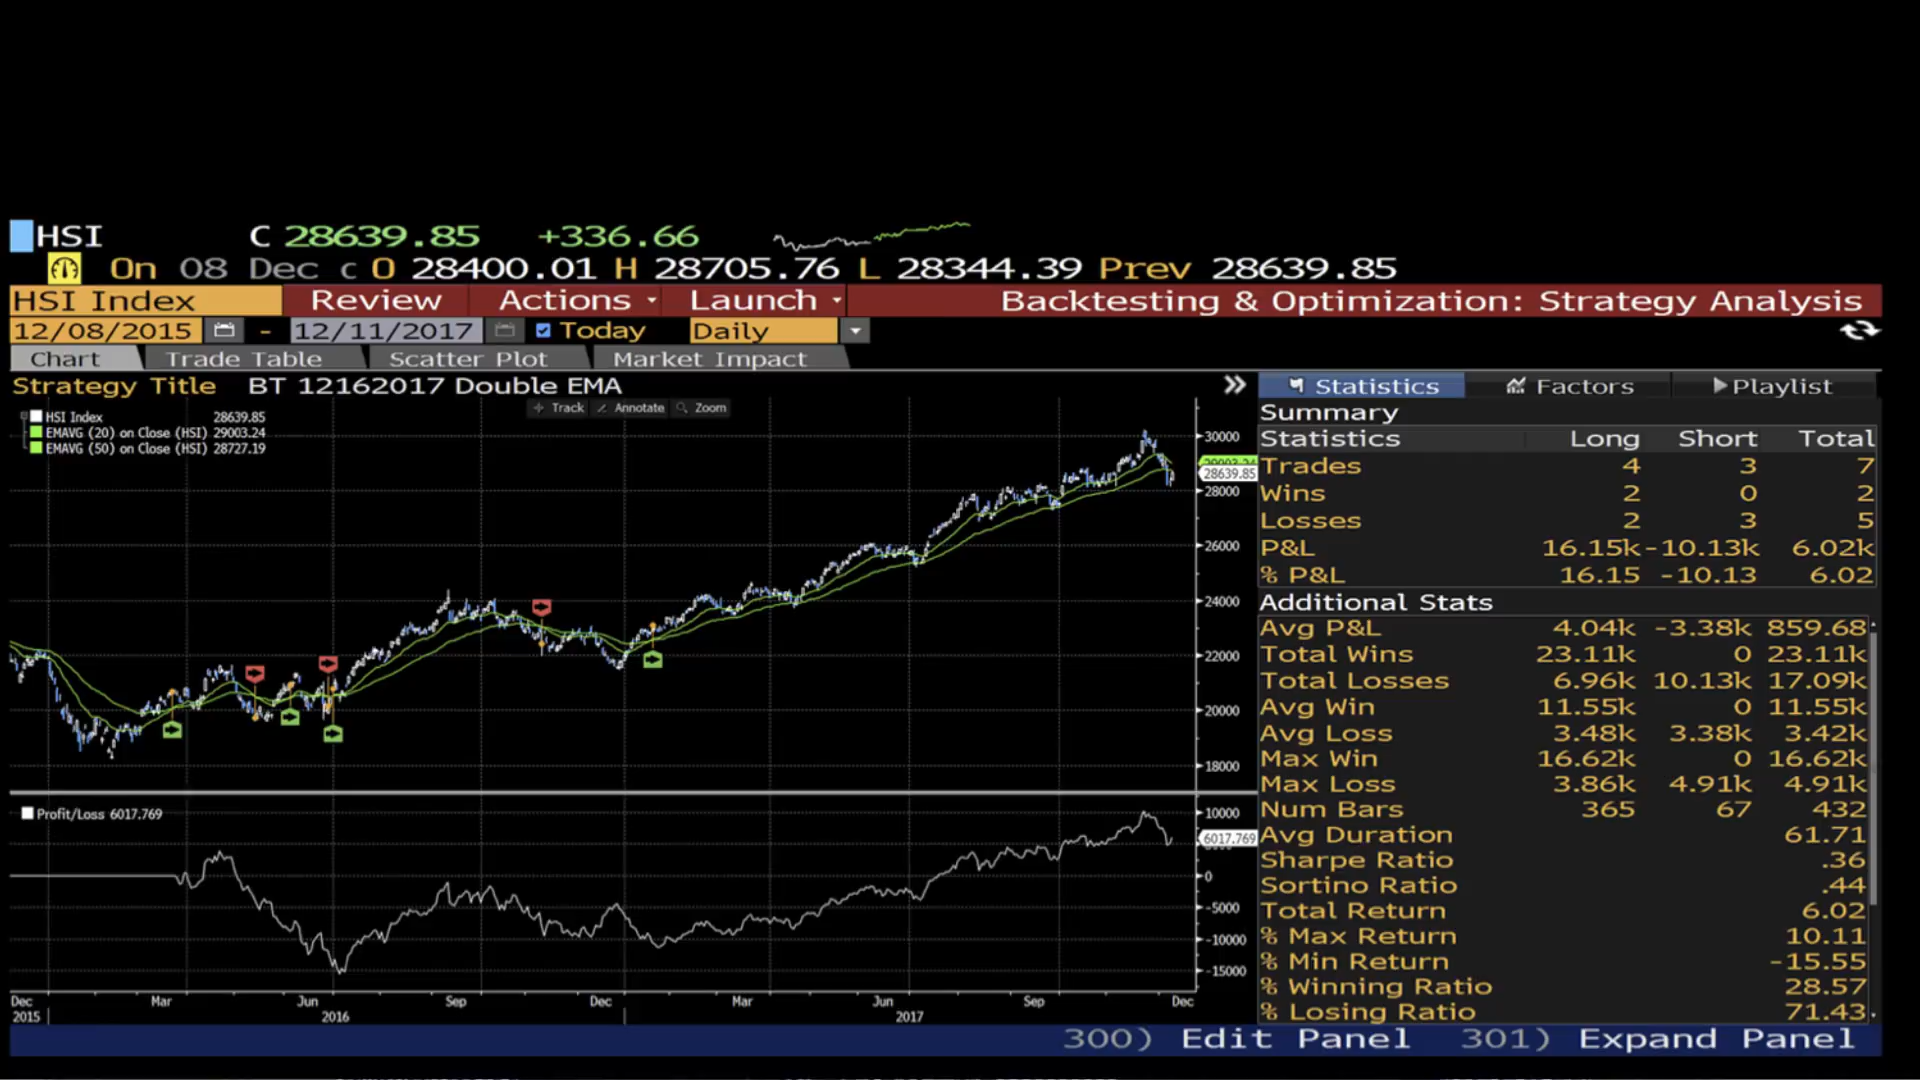 HSI C 28639.85 +336.66
On 08 Dec c O 28400.01 H 28705.76 L 28344.39 Prev 28639.85
HSI Index Review Actions Launch Backtesting & Optimization: Strategy Analysis
12/08/2015 - 12/11/2017 Today Daily
Chart Trade Table Scatter Plot Market Impact
Strategy Title BT 12162017 Double EMA
Track Annotate Zoom
HSI Index 28639.85
EMAVG (20) on Close (HSI) 29003.24
EMAVG (50) on Close (HSI) 28727.19
30000
29003.24
28639.85
28000
26000
24000
22000
20000
18000
Profit/Loss 6017.769
10000
6017.769
0
-5000
-10000
-15000
Dec Mar Jun Sep Dec Mar Jun Sep Dec
2015 2016 2017
Statistics Factors Playlist
Summary
Statistics Long Short Total
Trades 4 3 7
Wins 2 0 2
Losses 2 3 5
P&L 16.15k -10.13k 6.02k
% P&L 16.15 -10.13 6.02
Additional Stats
Avg P&L 4.04k -3.38k 859.68
Total Wins 23.11k 0 23.11k
Total Losses 6.96k 10.13k 17.09k
Avg Win 11.55k 0 11.55k
Avg Loss 3.48k 3.38k 3.42k
Max Win 16.62k 0 16.62k
Max Loss 3.86k 4.91k 4.91k
Num Bars 365 67 432
Avg Duration 61.71
Sharpe Ratio .36
Sortino Ratio .44
Total Return 6.02
% Max Return 10.11
% Min Return -15.55
% Winning Ratio 28.57
% Losing Ratio 71.43
300) Edit Panel 301) Expand Panel